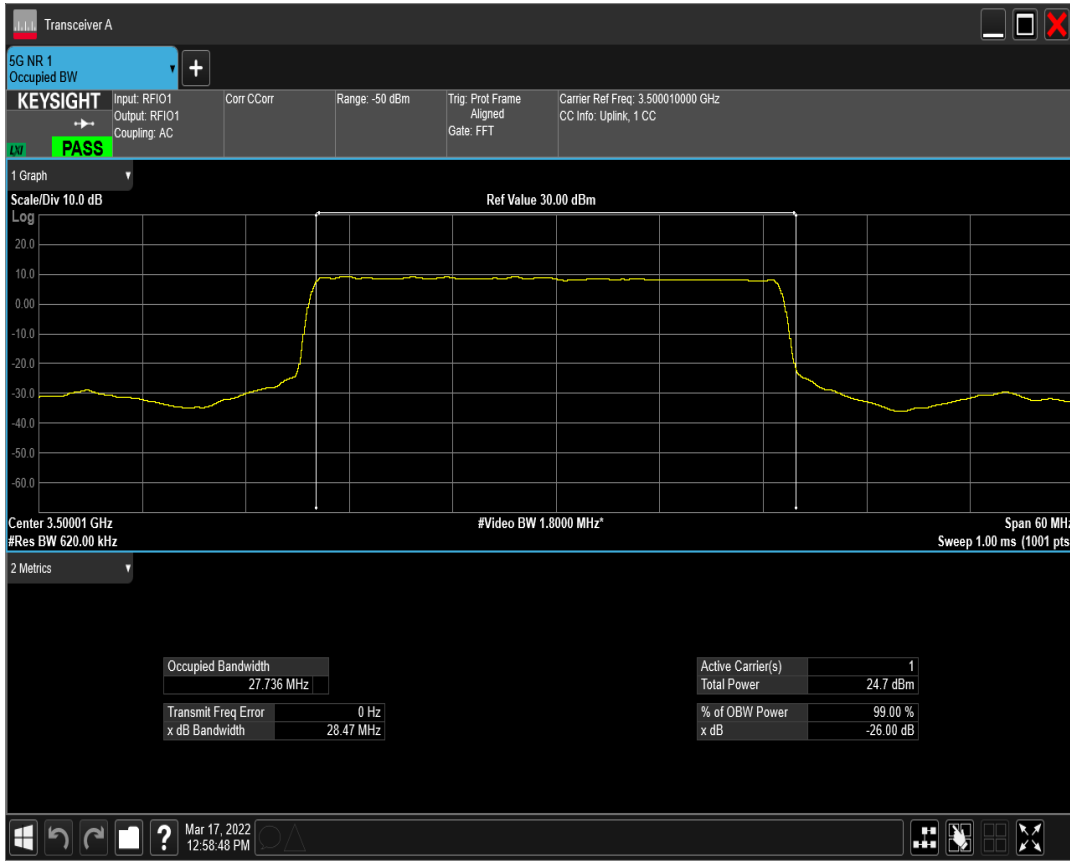 Transceiver A
5G NR 1
Occupied BW
KEYSIGHT
LXI
PASS
Input: RFIO1
Output: RFIO1
Coupling: AC
Corr CCorr
Range: -50 dBm
Trig: Prot Frame
Aligned
Gate: FFT
Carrier Ref Freq: 3.500010000 GHz
CC Info: Uplink, 1 CC
1 Graph
Scale/Div 10.0 dB
Ref Value 30.00 dBm
Log
20.0
10.0
0.00
-10.0
-20.0
-30.0
-40.0
-50.0
-60.0
Center 3.50001 GHz
#Video BW 1.8000 MHz*
Span 60 MHz
#Res BW 620.00 kHz
Sweep 1.00 ms (1001 pts
2 Metrics
Occupied Bandwidth
27.736 MHz
Transmit Freq Error 0 Hz
x dB Bandwidth 28.47 MHz
Active Carrier(s) 1
Total Power 24.7 dBm
% of OBW Power 99.00 %
x dB -26.00 dB
?
Mar 17, 2022
12:58:48 PM